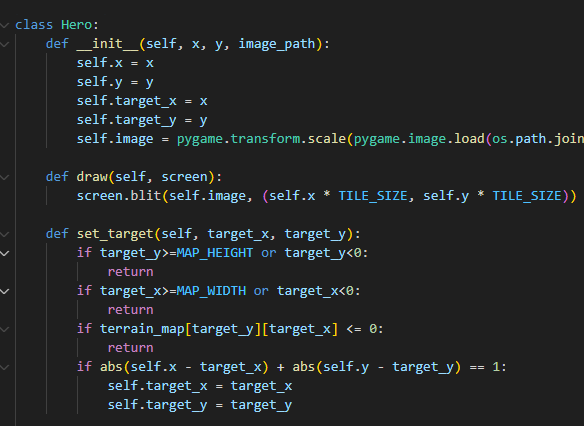 class Hero:
    def __init__(self, x, y, image_path):
        self.x = x
        self.y = y
        self.target_x = x
        self.target_y = y
        self.image = pygame.transform.scale(pygame.image.load(os.path.join
    def draw(self, screen):
        screen.blit(self.image, (self.x * TILE_SIZE, self.y * TILE_SIZE))
    def set_target(self, target_x, target_y):
        if target_y>=MAP_HEIGHT or target_y<0:
            return
        if target_x>=MAP_WIDTH or target_x<0:
            return
        if terrain_map[target_y][target_x] <= 0:
            return
        if abs(self.x - target_x) + abs(self.y - target_y) == 1:
            self.target_x = target_x
            self.target_y = target_y